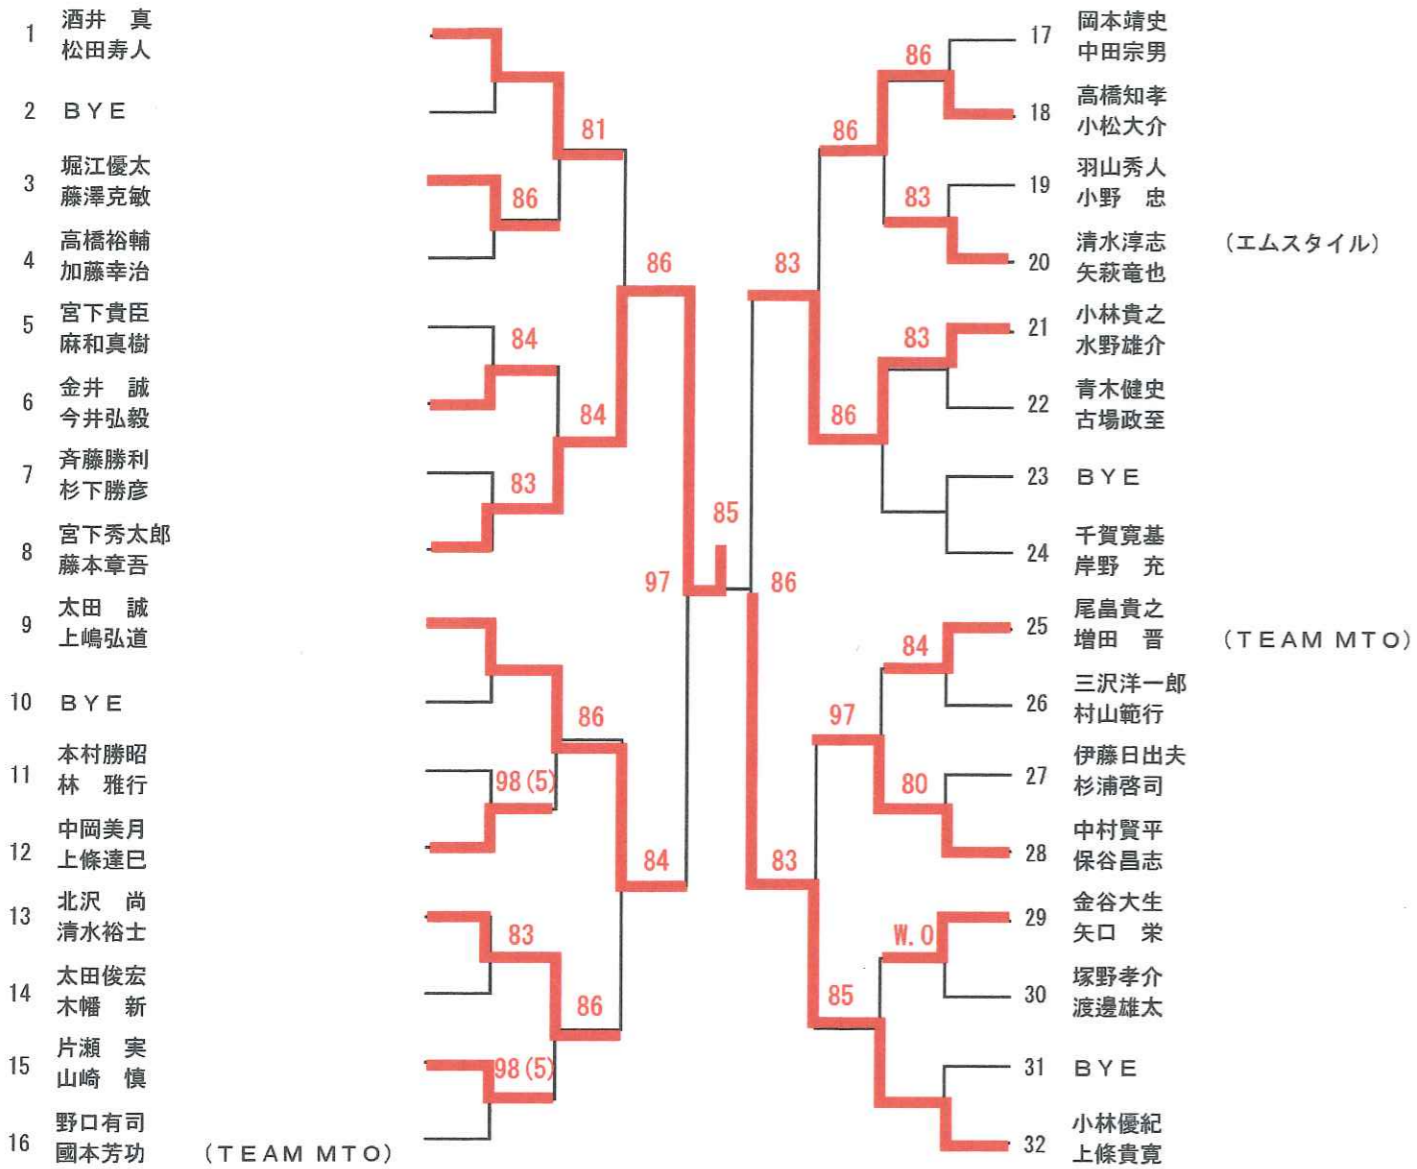 1
酒井　真
松田寿人
2
ＢＹＥ
3
堀江優太
藤澤克敏
4
高橋裕輔
加藤幸治
5
宮下貴臣
麻和真樹
6
金井　誠
今井弘毅
7
斉藤勝利
杉下勝彦
8
宮下秀太郎
藤本章吾
9
太田　誠
上嶋弘道
10
ＢＹＥ
11
本村勝昭
林　雅行
12
中岡美月
上條達巳
13
北沢　尚
清水裕士
14
太田俊宏
木幡　新
15
片瀬　実
山崎　慎
16
野口有司
國本芳功　（ＴＥＡＭ ＭＴＯ）
81
86
84
83
84
86
86
98(5)
83
98(5)
86
84
97
85
86
83
83
86
86
86
83
83
84
97
80
W.O
85
17
岡本靖史
中田宗男
18
高橋知孝
小松大介
19
羽山秀人
小野　忠
20
清水淳志　（エムスタイル）
矢萩竜也
21
小林貴之
水野雄介
22
青木健史
古場政至
23
ＢＹＥ
24
千賀寛基
岸野　充
25
尾畠貴之
増田　晋　（ＴＥＡＭ ＭＴＯ）
26
三沢洋一郎
村山範行
27
伊藤日出夫
杉浦啓司
28
中村賢平
保谷昌志
29
金谷大生
矢口　栄
30
塚野孝介
渡邊雄太
31
ＢＹＥ
32
小林優紀
上條貴寛